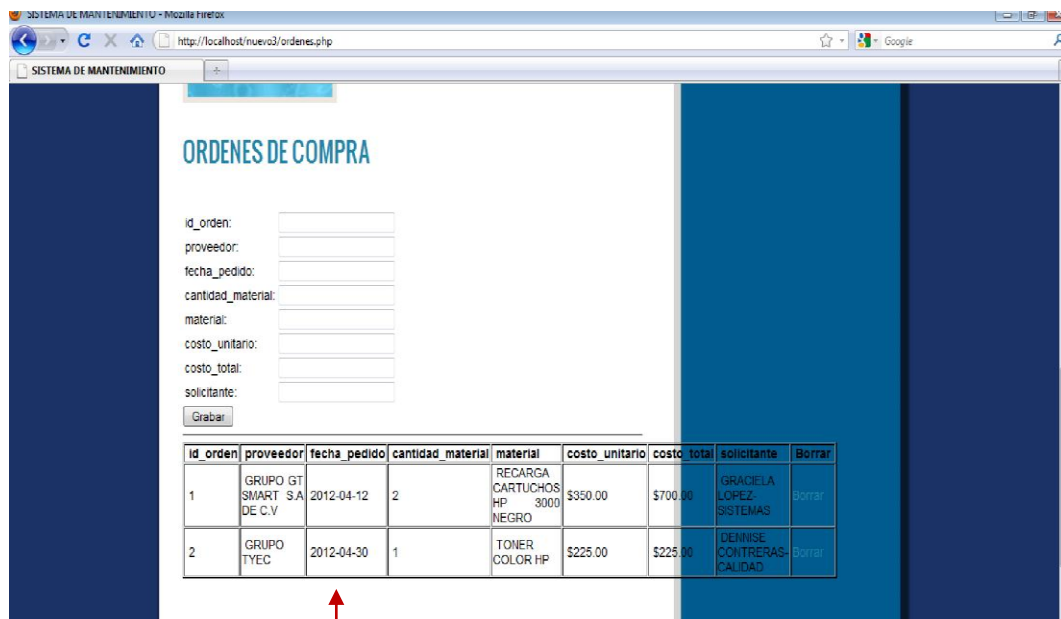 SISTEMA DE MANTENIMIENTO - Mozilla Firefox
http://localhost/nuevo3/ordenes.php
Google
SISTEMA DE MANTENIMIENTO
ORDENES DE COMPRA
id_orden:
proveedor:
fecha_pedido:
cantidad_material:
material:
costo_unitario:
costo_total:
solicitante:
Grabar
id_orden proveedor fecha_pedido cantidad_material material costo_unitario costo_total solicitante Borrar
1 GRUPO GT SMART S.A DE C.V 2012-04-12 2 RECARGA CARTUCHOS HP 3000 NEGRO $350.00 $700.00 GRACIELA LOPEZ-SISTEMAS Borrar
2 GRUPO TYEC 2012-04-30 1 TONER COLOR HP $225.00 $225.00 DENNISE CONTRERAS-CALIDAD Borrar